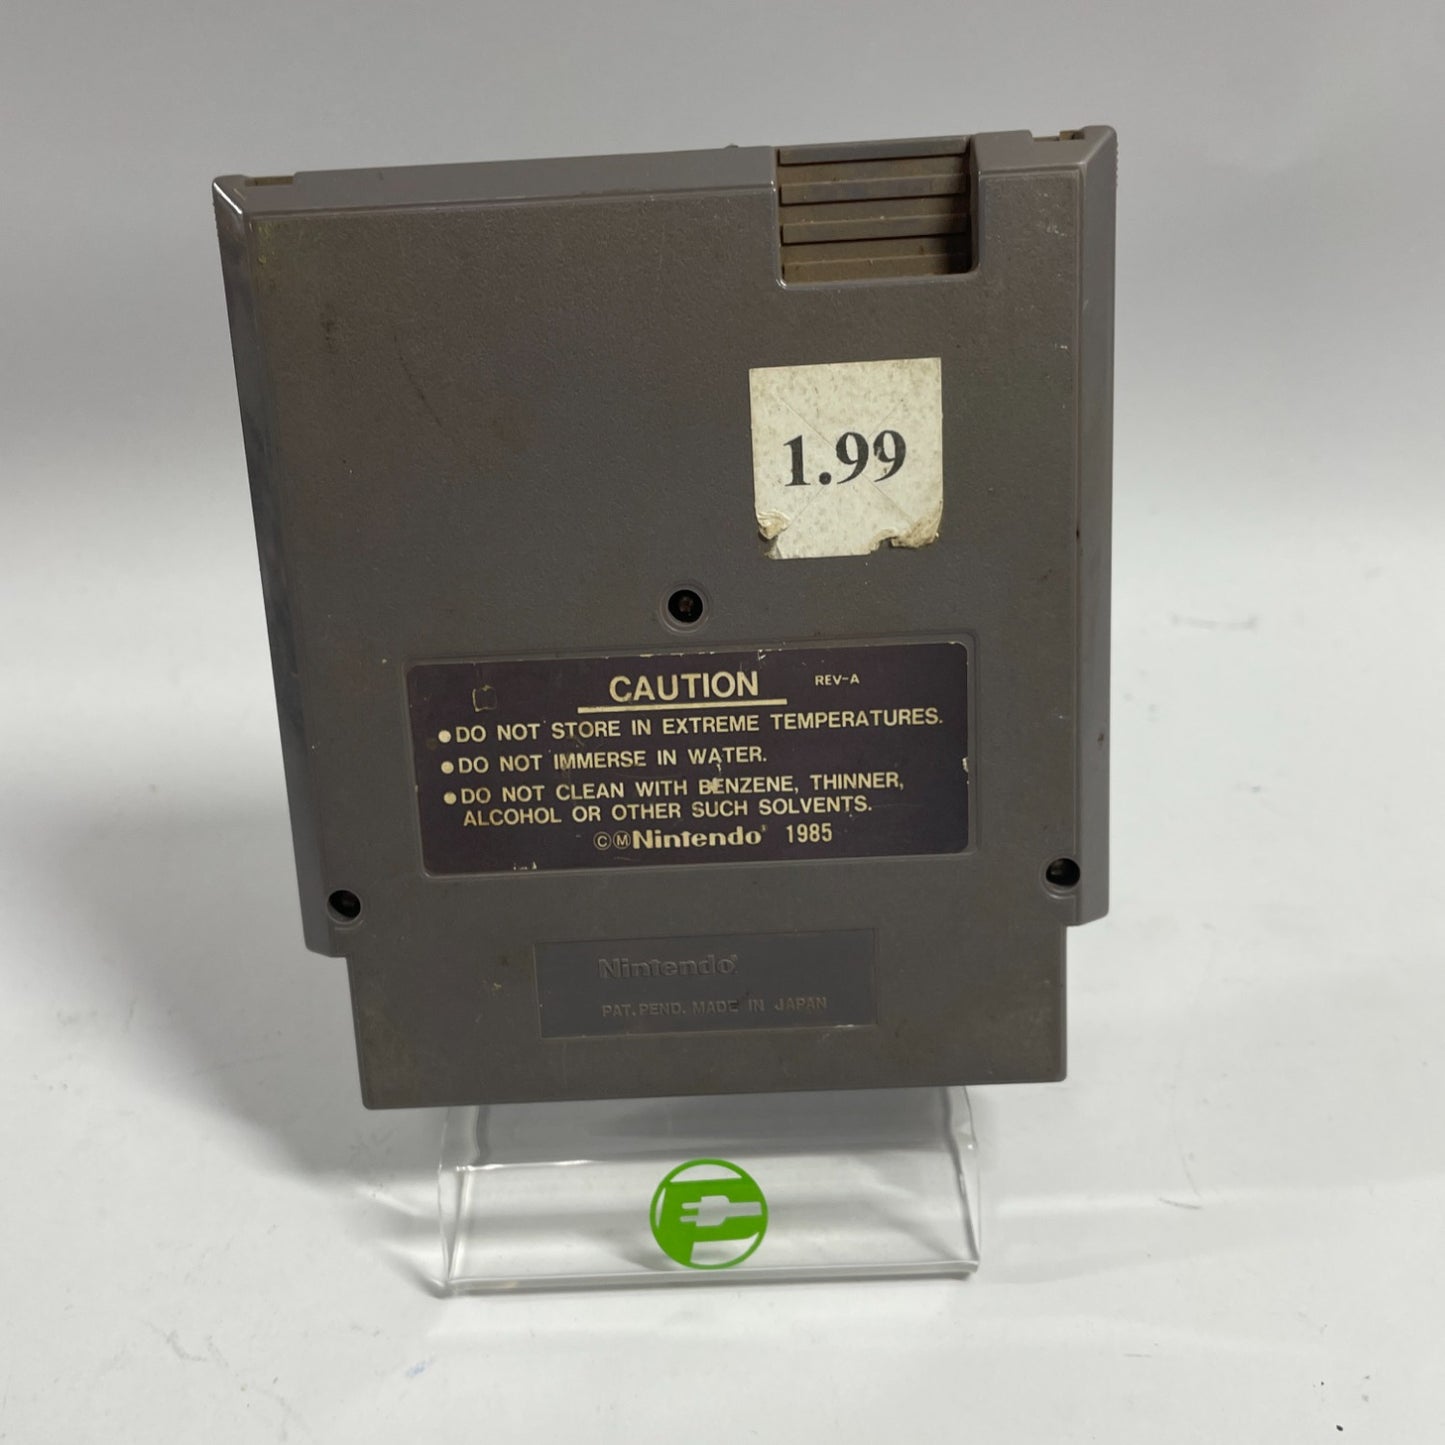 1.99
CAUTION REV-A
●DO NOT STORE IN EXTREME TEMPERATURES.
●DO NOT IMMERSE IN WATER.
●DO NOT CLEAN WITH BENZENE, THINNER,
ALCOHOL OR OTHER SUCH SOLVENTS.
©ⓂNintendo® 1985
Nintendo®
PAT. PEND. MADE IN JAPAN